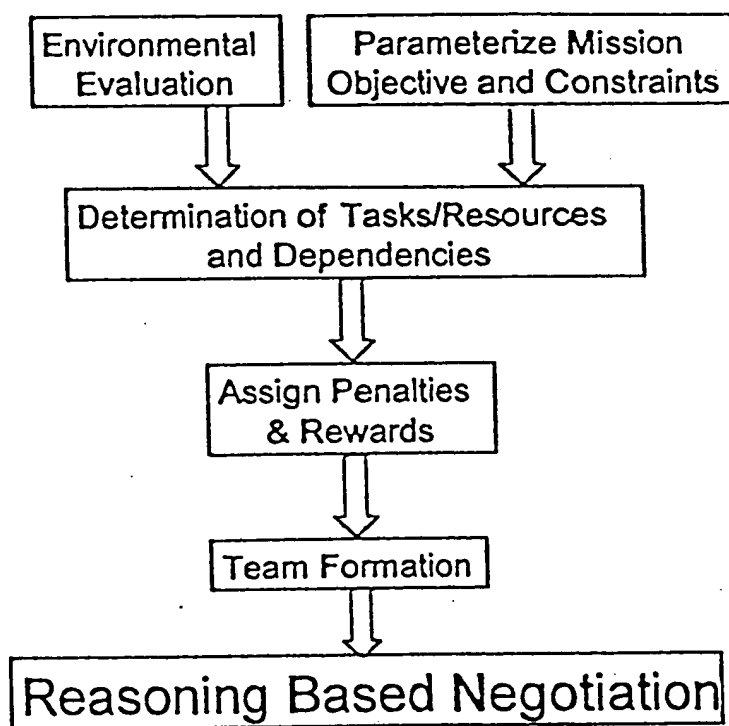 Environmental
Evaluation
Parameterize Mission
Objective and Constraints
Determination of Tasks/Resources
and Dependencies
Assign Penalties
& Rewards
Team Formation
Reasoning Based Negotiation